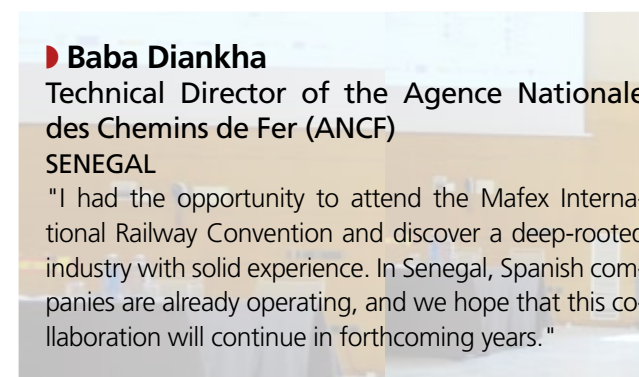 Baba Diankha
Technical Director of the Agence Nationale
des Chemins de Fer (ANCF)
SENEGAL
"I had the opportunity to attend the Mafex Interna-
tional Railway Convention and discover a deep-rooted
industry with solid experience. In Senegal, Spanish com-
panies are already operating, and we hope that this co-
llaboration will continue in forthcoming years."